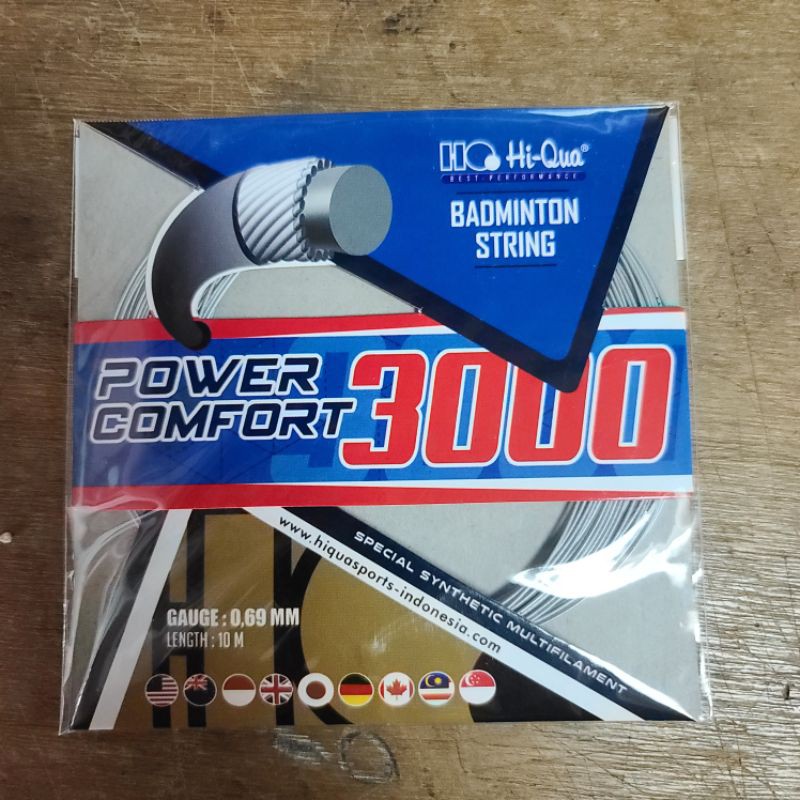 HQ Hi-Qua®
BEST PERFORMANCE
BADMINTON
STRING
POWER
COMFORT 3000
www.hiquasports-indonesia.com
SPECIAL SYNTHETIC MULTIFILAMENT
GAUGE : 0,69 MM
LENGTH : 10 M